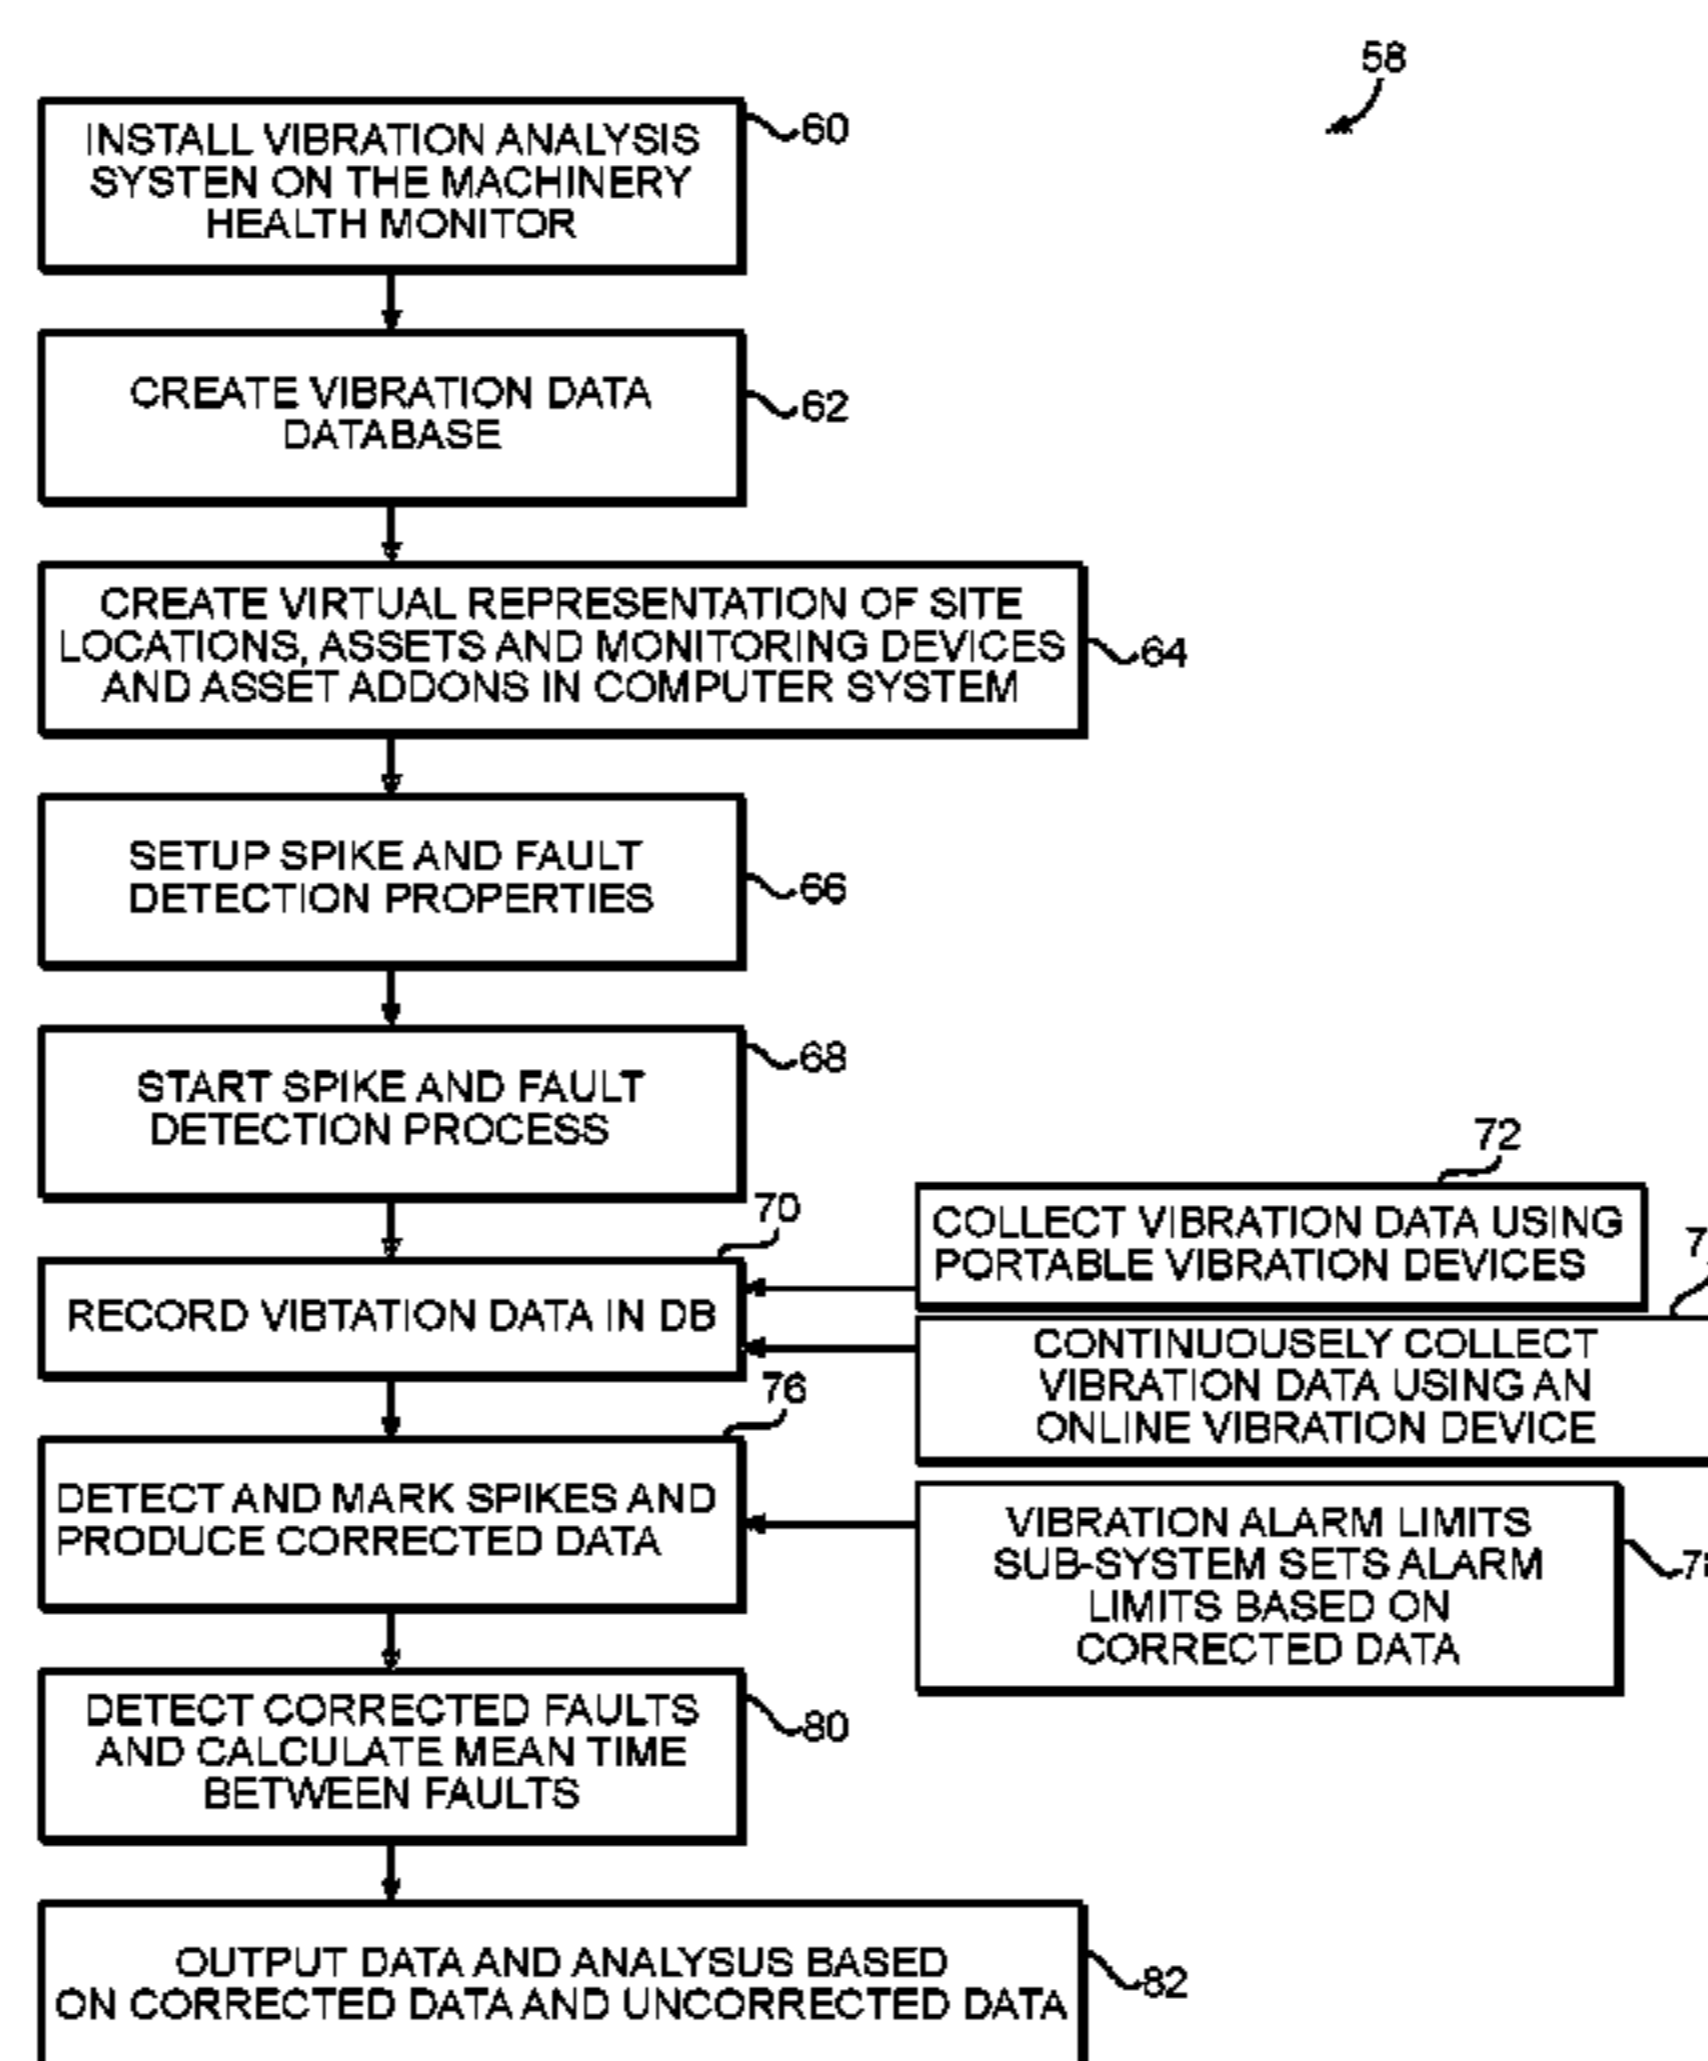 58
INSTALL VIBRATION ANALYSIS
SYSTEN ON THE MACHINERY
HEALTH MONITOR
60
CREATE VIBRATION DATA
DATABASE
62
CREATE VIRTUAL REPRESENTATION OF SITE
LOCATIONS, ASSETS AND MONITORING DEVICES
AND ASSET ADDONS IN COMPUTER SYSTEM
64
SETUP SPIKE AND FAULT
DETECTION PROPERTIES
66
START SPIKE AND FAULT
DETECTION PROCESS
68
70
RECORD VIBTATION DATA IN DB
72
COLLECT VIBRATION DATA USING
PORTABLE VIBRATION DEVICES
CONTINUOUSELY COLLECT
VIBRATION DATA USING AN
ONLINE VIBRATION DEVICE
76
DETECT AND MARK SPIKES AND
PRODUCE CORRECTED DATA
VIBRATION ALARM LIMITS
SUB-SYSTEM SETS ALARM
LIMITS BASED ON
CORRECTED DATA
DETECT CORRECTED FAULTS
AND CALCULATE MEAN TIME
BETWEEN FAULTS
80
OUTPUT DATA AND ANALYSUS BASED
ON CORRECTED DATA AND UNCORRECTED DATA
82